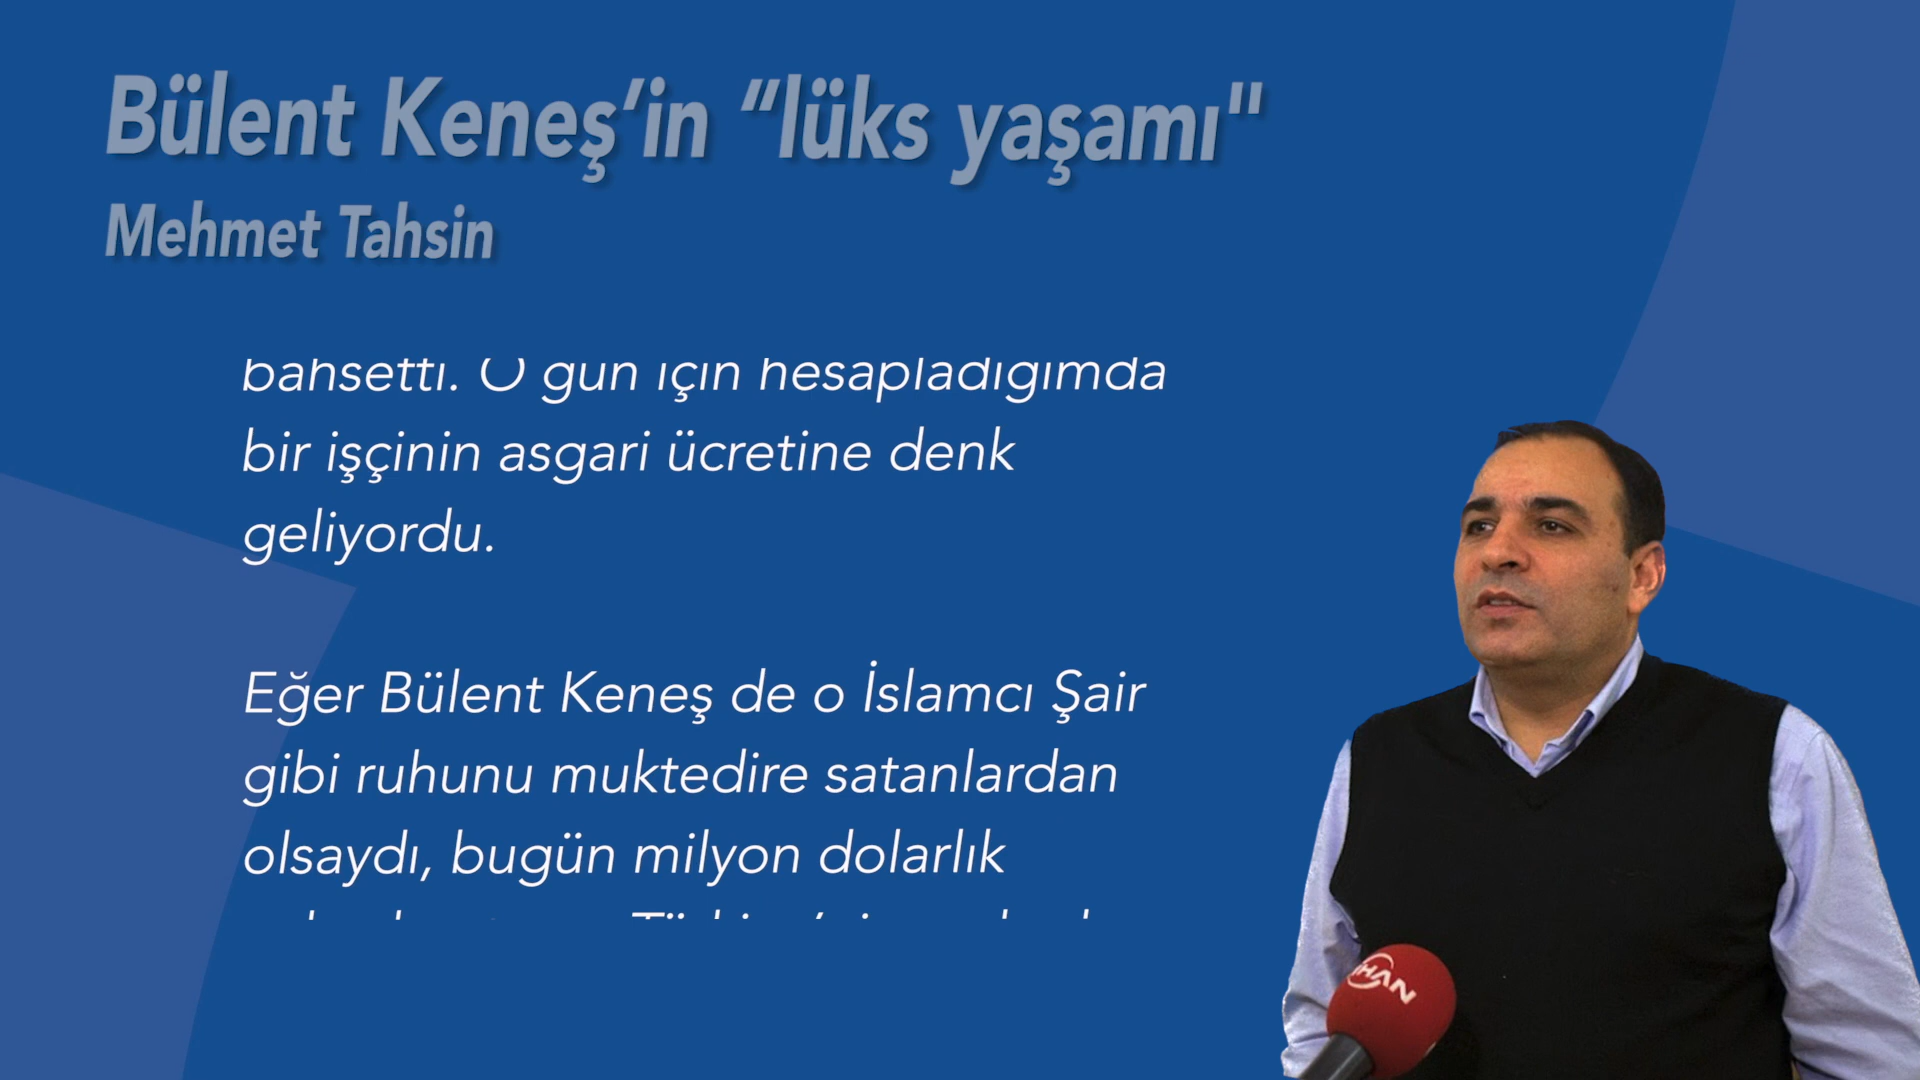 Bülent Keneş’in “lüks yaşamı"
Mehmet Tahsin
bahsetti. O gün için hesapladığımda
bir işçinin asgari ücretine denk
geliyordu.
Eğer Bülent Keneş de o İslamcı Şair
gibi ruhunu muktedire satanlardan
olsaydı, bugün milyon dolarlık
CİHAN